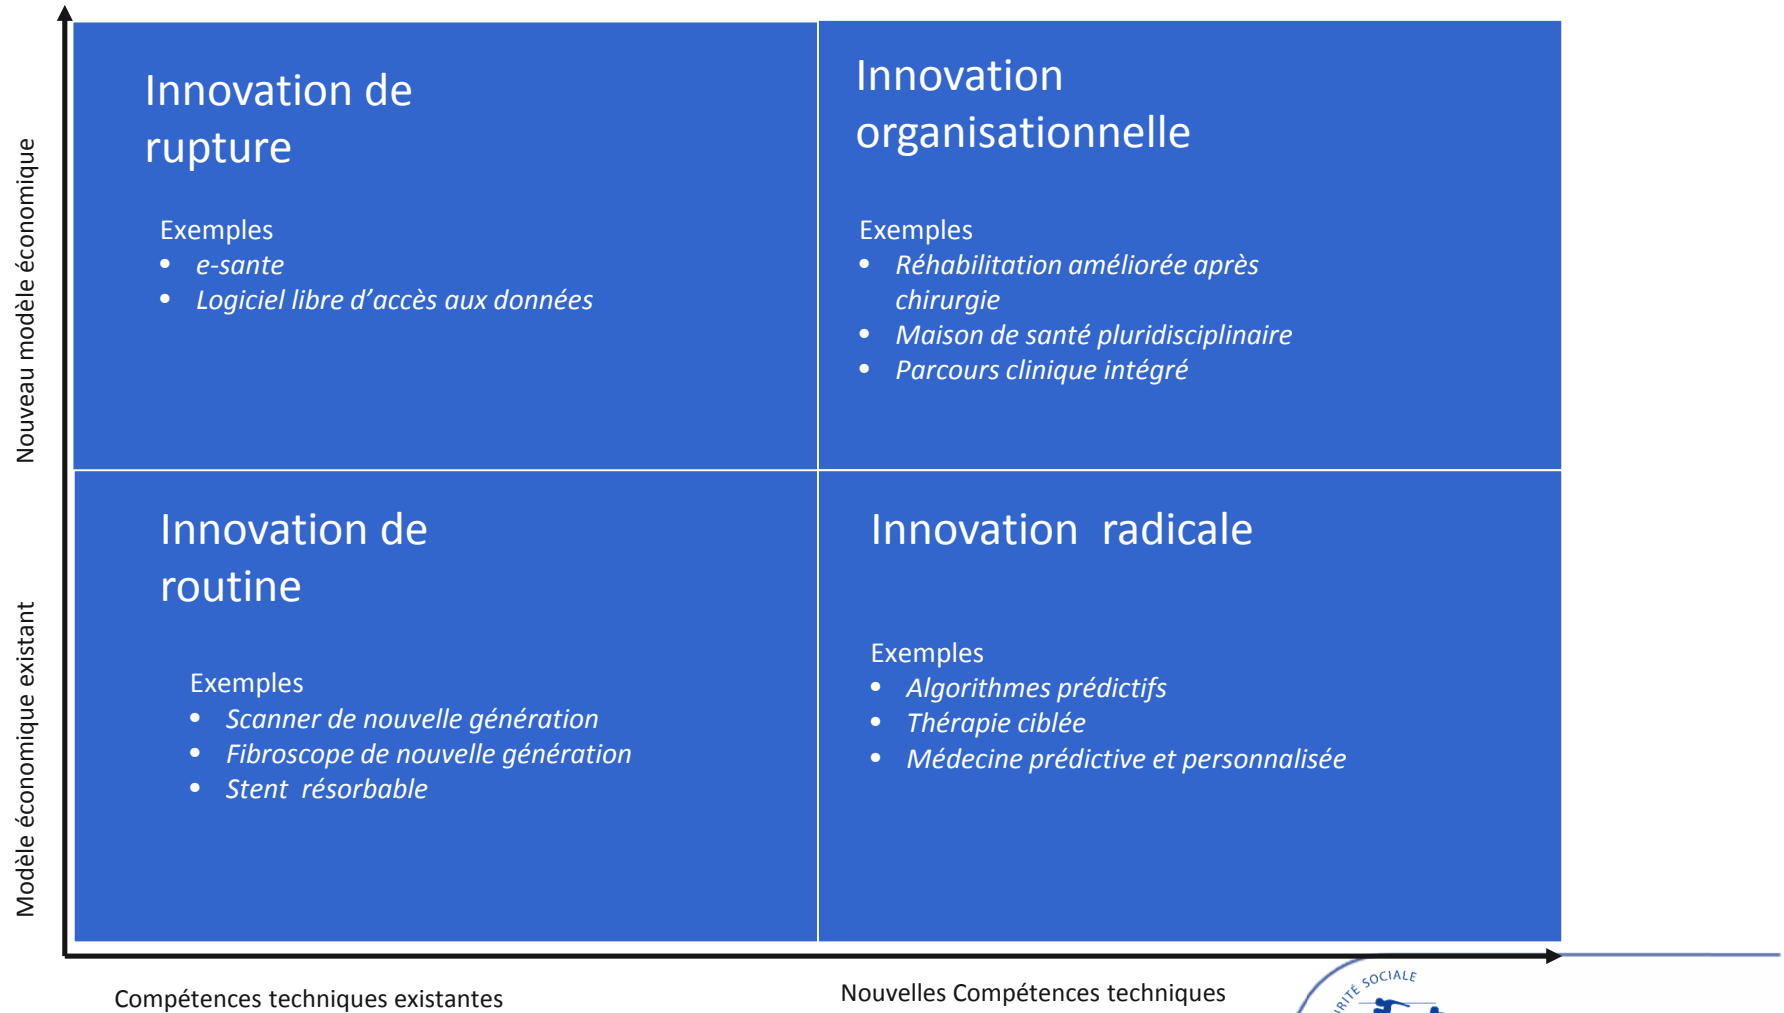 Nouveau modèle économique
Modèle économique existant
Innovation de
rupture
Exemples
• e-sante
• Logiciel libre d’accès aux données
Innovation
organisationnelle
Exemples
• Réhabilitation améliorée après
chirurgie
• Maison de santé pluridisciplinaire
• Parcours clinique intégré
Innovation de
routine
Exemples
• Scanner de nouvelle génération
• Fibroscope de nouvelle génération
• Stent résorbable
Innovation radicale
Exemples
• Algorithmes prédictifs
• Thérapie ciblée
• Médecine prédictive et personnalisée
Compétences techniques existantes
Nouvelles Compétences techniques
SOCIALE